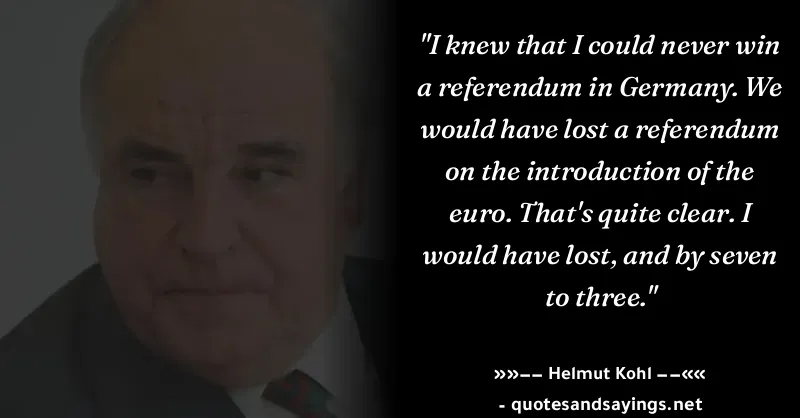 "I knew that I could never win
a referendum in Germany. We
would have lost a referendum
on the introduction of the
euro. That's quite clear. I
would have lost, and by seven
to three."
»»—— Helmut Kohl ——««
- quotesandsayings.net